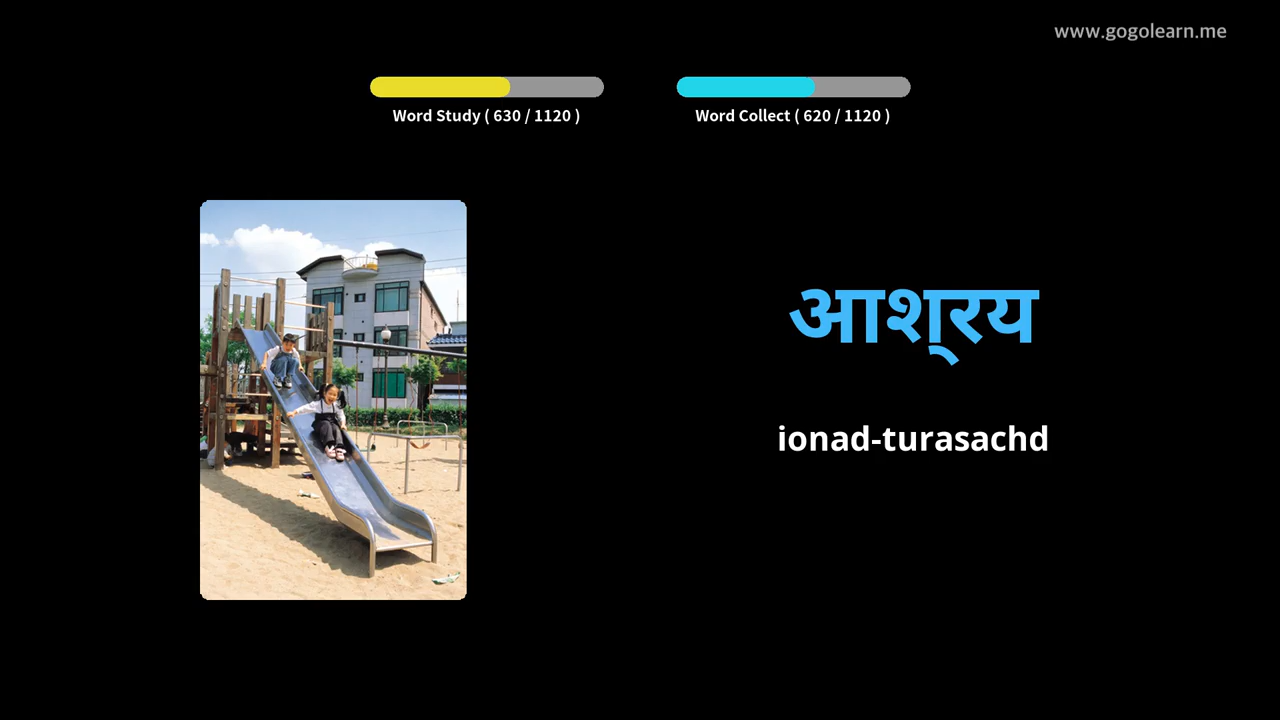 www.gogolearn.me
Word Study ( 630 / 1120 )
Word Collect ( 620 / 1120 )
आश्‌रय
ionad-turasachd